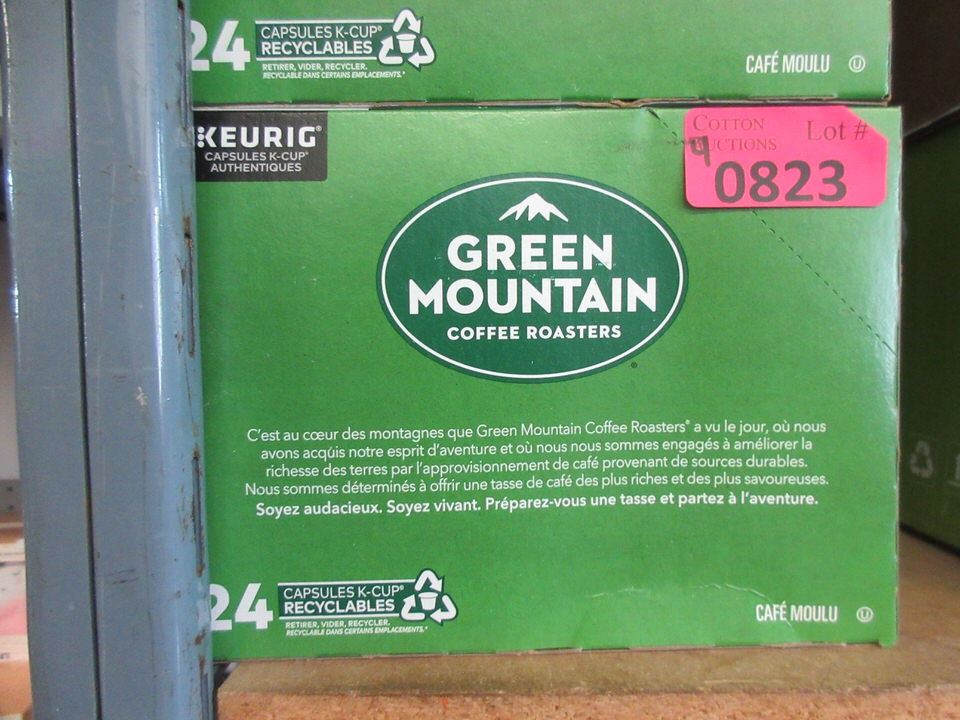 24 CAPSULES K-CUP®
RECYCLABLES
RETIRER, VIDER, RECYCLER.
RECYCLABLE DANS CERTAINS EMPLACEMENTS.*
CAFÉ MOULU U
KEURIG®
CAPSULES K-CUP®
AUTHENTIQUES
COTTON
AUCTIONS
Lot #
4
0823
GREEN
MOUNTAIN
COFFEE ROASTERS
®
C'est au cœur des montagnes que Green Mountain Coffee Roasters® a vu le jour, où nous
avons acquis notre esprit d'aventure et où nous nous sommes engagés à améliorer la
richesse des terres par l'approvisionnement de café provenant de sources durables.
Nous sommes déterminés à offrir une tasse de café des plus riches et des plus savoureuses.
Soyez audacieux. Soyez vivant. Préparez-vous une tasse et partez à l'aventure.
24 CAPSULES K-CUP®
RECYCLABLES
RETIRER, VIDER, RECYCLER.
RECYCLABLE DANS CERTAINS EMPLACEMENTS.*
CAFÉ MOULU U